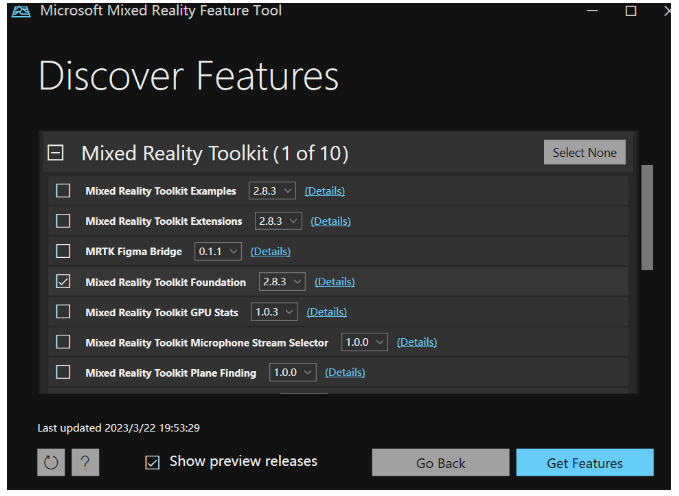 Microsoft Mixed Reality Feature Tool
Discover Features
Mixed Reality Toolkit (1 of 10)
Select None
Mixed Reality Toolkit Examples 2.8.3 (Details)
Mixed Reality Toolkit Extensions 2.8.3 (Details)
MRTK Figma Bridge 0.1.1 (Details)
Mixed Reality Toolkit Foundation 2.8.3 (Details)
Mixed Reality Toolkit GPU Stats 1.0.3 (Details)
Mixed Reality Toolkit Microphone Stream Selector 1.0.0 (Details)
Mixed Reality Toolkit Plane Finding 1.0.0 (Details)
Last updated 2023/3/22 19:53:29
? Show preview releases Go Back Get Features